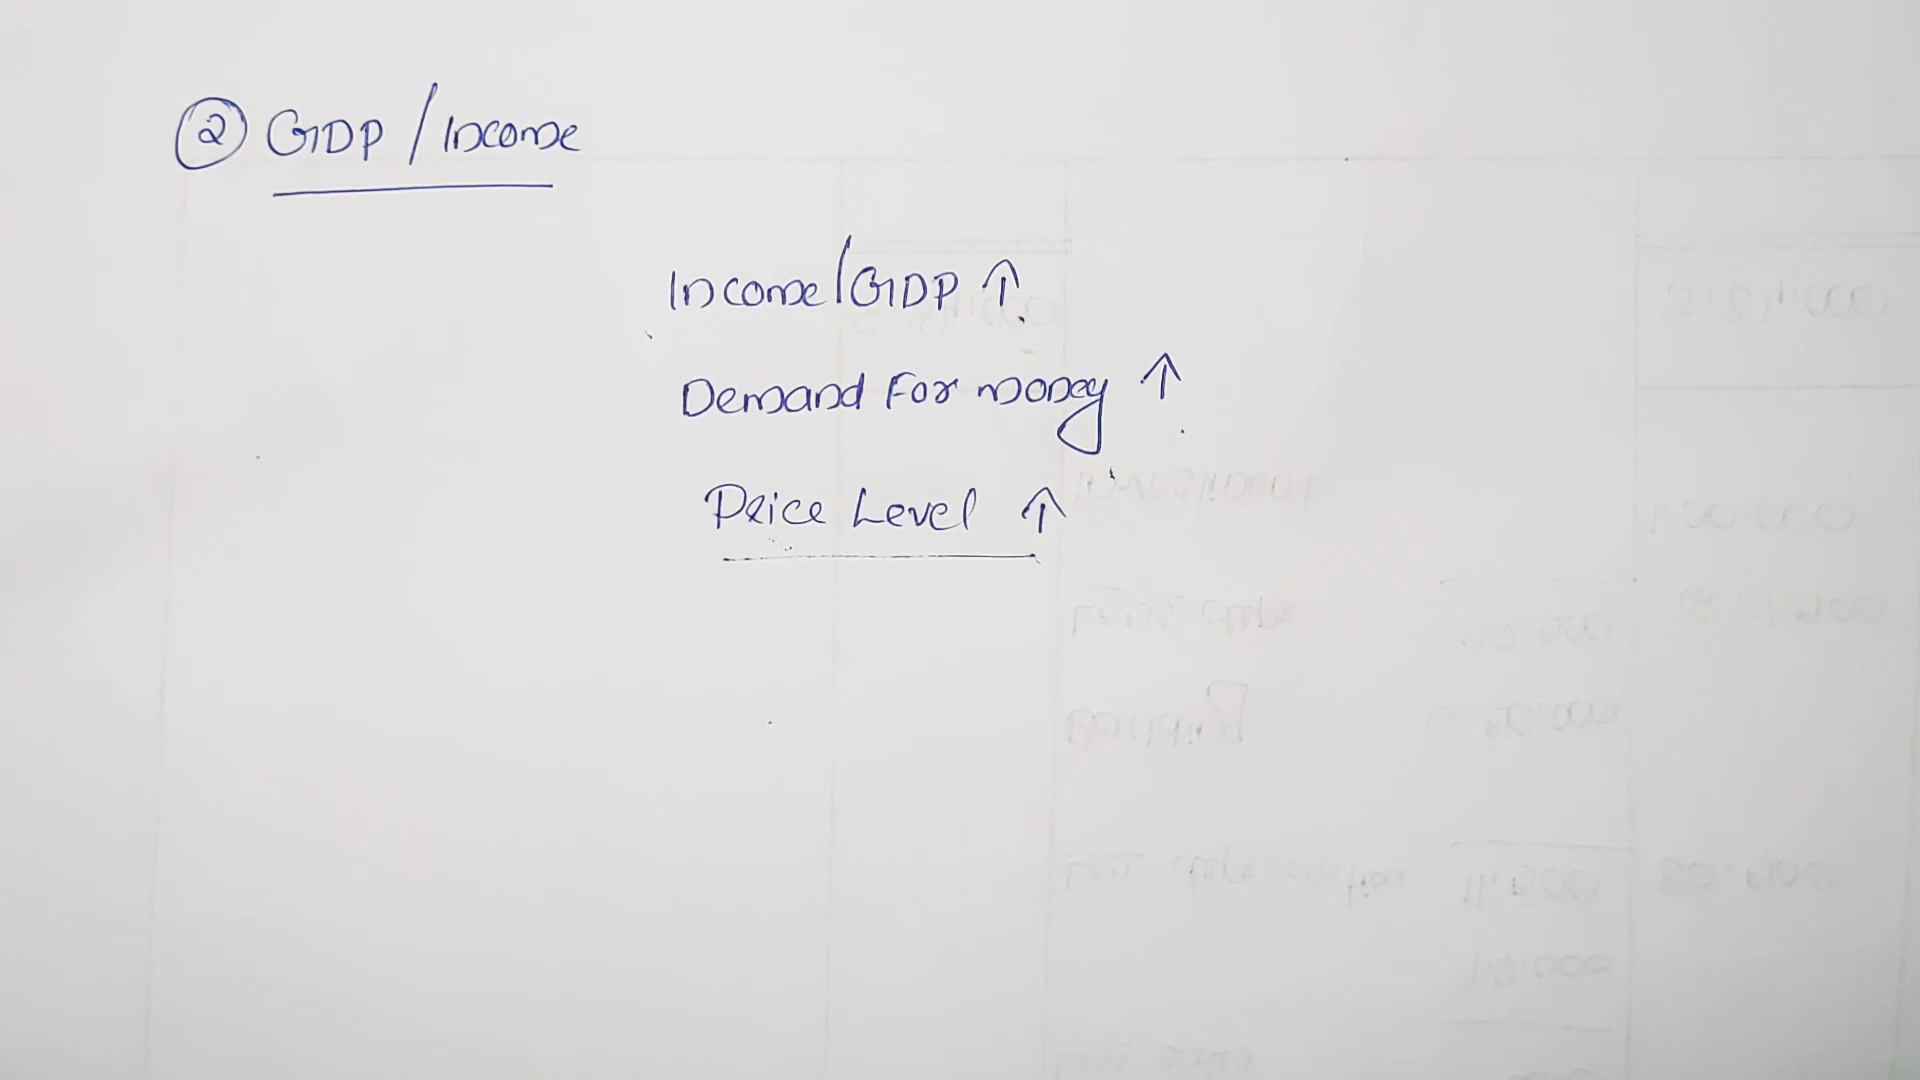 ② GDP / Income
Income/GDP ↑
Demand For money ↑
Price Level ↑